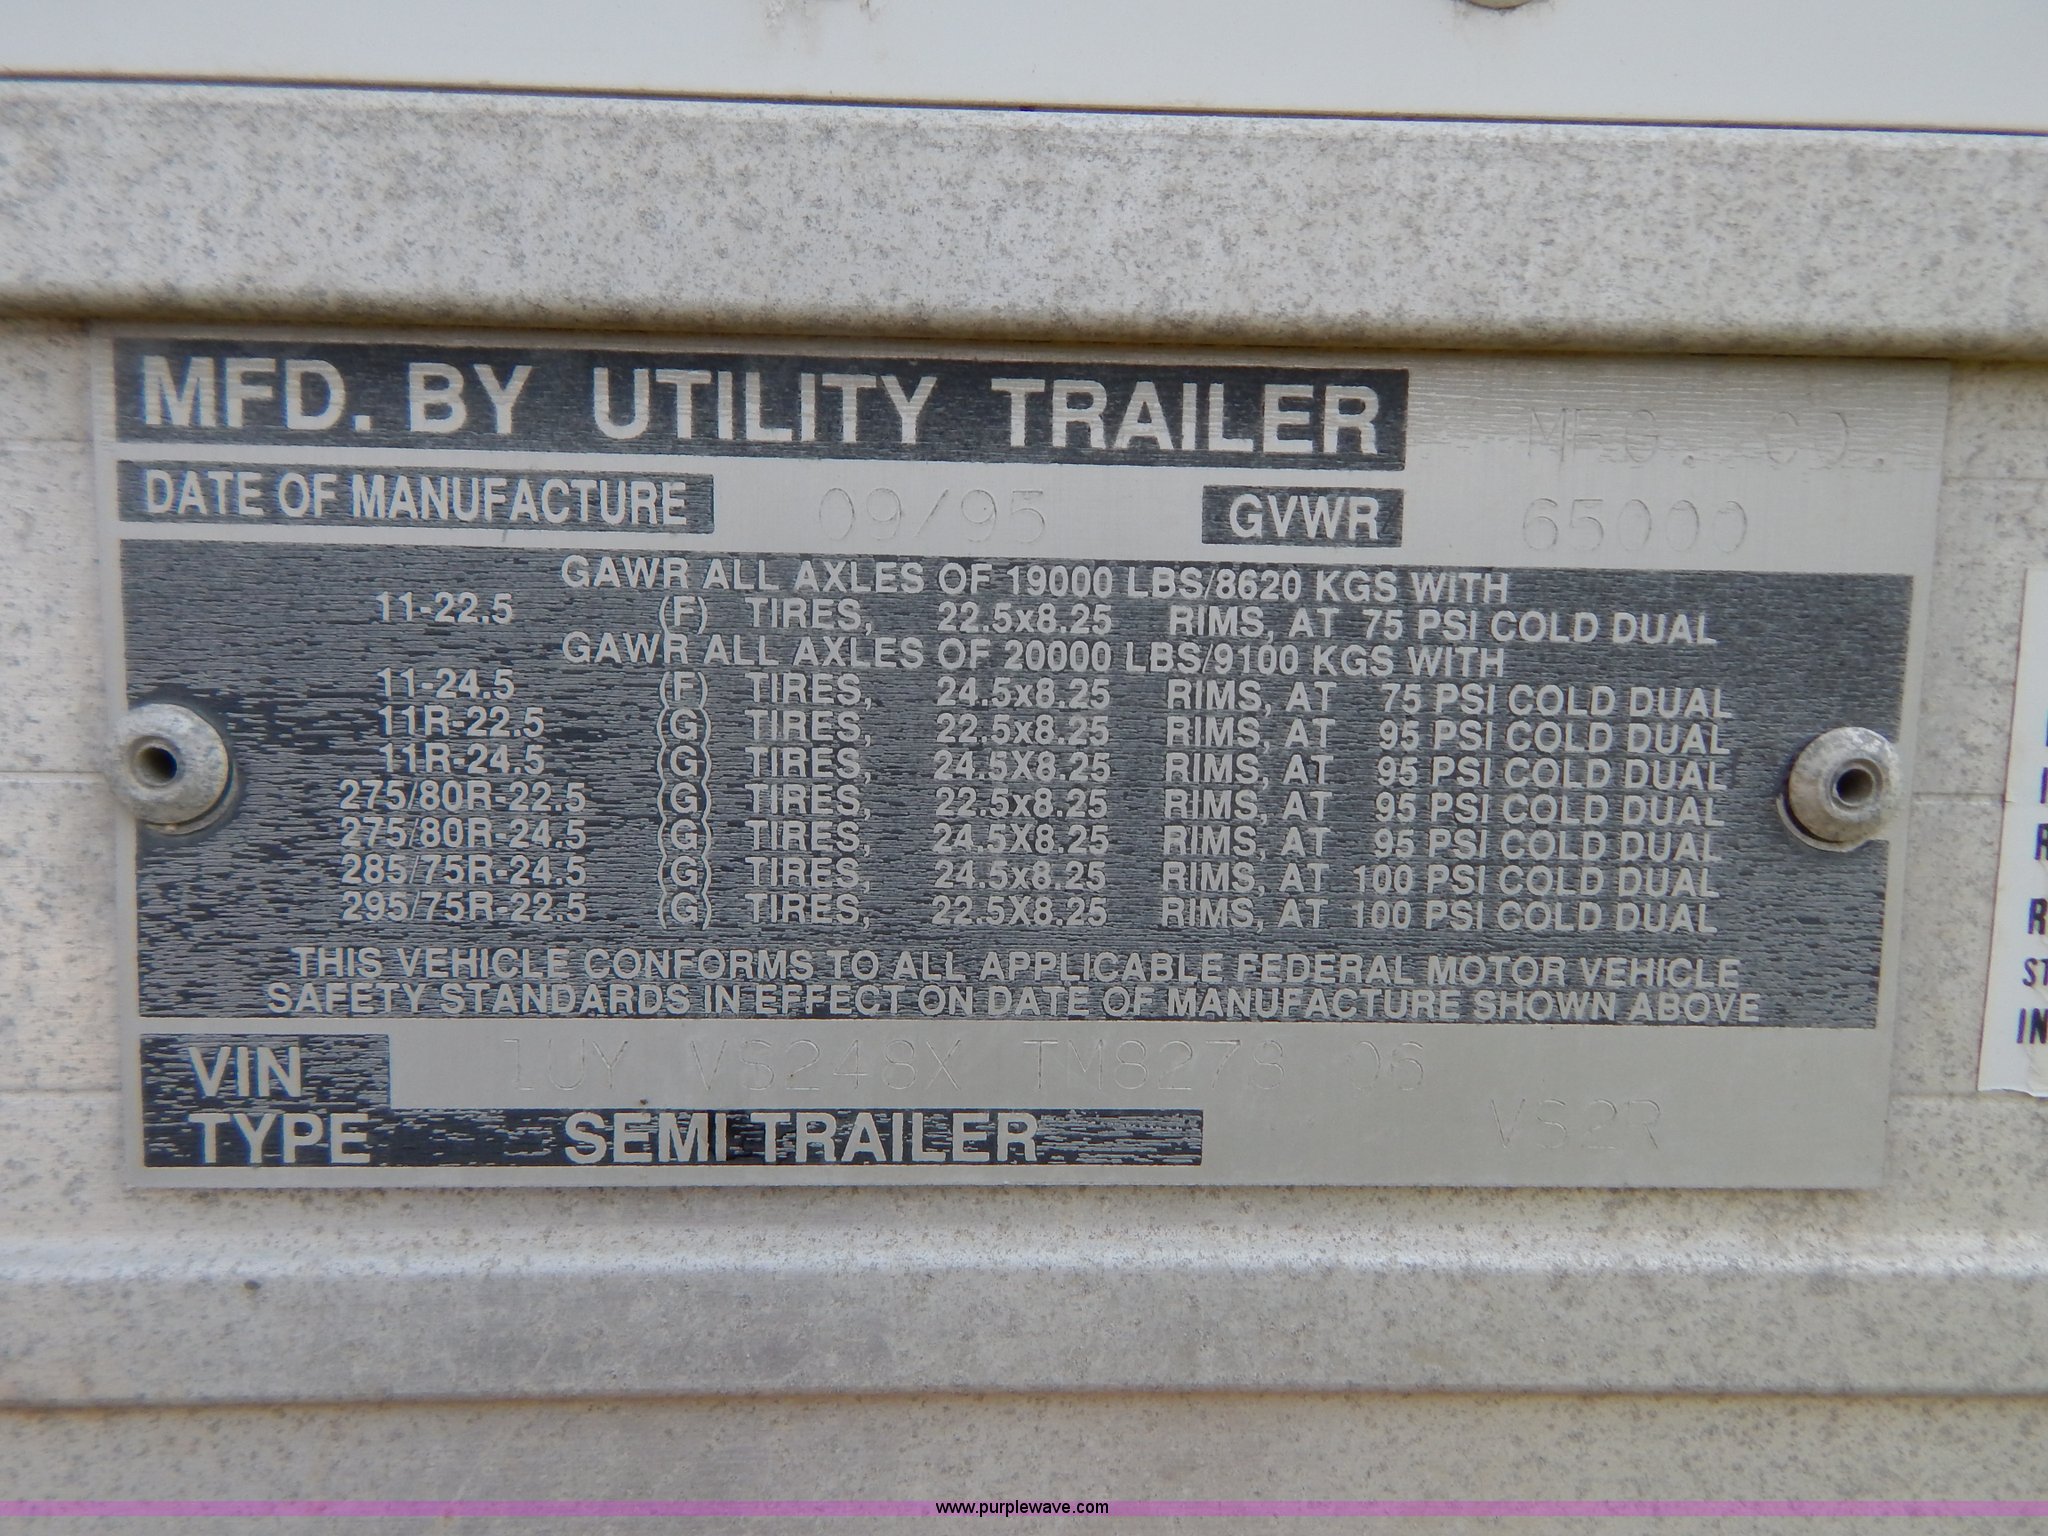 MFD. BY UTILITY TRAILER MFG. CO.
DATE OF MANUFACTURE 09/95 GVWR 65000
GAWR ALL AXLES OF 19000 LBS/8620 KGS WITH
11-22.5 (F) TIRES, 22.5x8.25 RIMS, AT 75 PSI COLD DUAL
GAWR ALL AXLES OF 20000 LBS/9100 KGS WITH
11-24.5 (F) TIRES, 24.5x8.25 RIMS, AT 75 PSI COLD DUAL
11R-22.5 (G) TIRES, 22.5x8.25 RIMS, AT 95 PSI COLD DUAL
11R-24.5 (G) TIRES, 24.5X8.25 RIMS, AT 95 PSI COLD DUAL
275/80R-22.5 (G) TIRES, 22.5x8.25 RIMS, AT 95 PSI COLD DUAL
275/80R-24.5 (G) TIRES, 24.5X8.25 RIMS, AT 95 PSI COLD DUAL
285/75R-24.5 (G) TIRES, 24.5x8.25 RIMS, AT 100 PSI COLD DUAL
295/75R-22.5 (G) TIRES, 22.5X8.25 RIMS, AT 100 PSI COLD DUAL
THIS VEHICLE CONFORMS TO ALL APPLICABLE FEDERAL MOTOR VEHICLE
SAFETY STANDARDS IN EFFECT ON DATE OF MANUFACTURE SHOWN ABOVE
VIN 1UY VS248X TM8278 06
TYPE SEMI TRAILER VS2R
www.purplewave.com